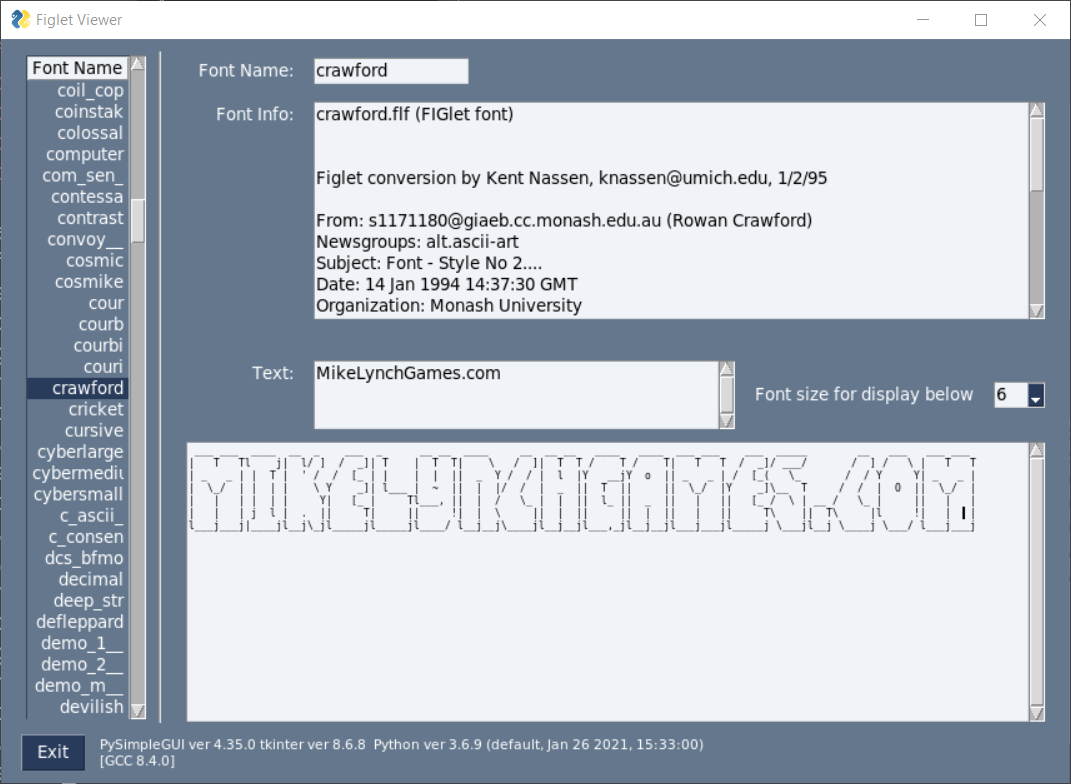 Figlet Viewer
Font Name
coil_cop
coinstak
colossal
computer
com_sen_
contessa
contrast
convoy__
cosmic
cosmike
cour
courb
courbi
couri
crawford
cricket
cursive
cyberlarge
cybermediu
cybersmall
c_ascii_
c_consen
dcs_bfmo
decimal
deep_str
defleppard
demo_1__
demo_2__
demo_m__
devilish
Font Name: crawford
Font Info: crawford.flf (FIGlet font)
Figlet conversion by Kent Nassen, knassen@umich.edu, 1/2/95
From: s1171180@giaeb.cc.monash.edu.au (Rowan Crawford)
Newsgroups: alt.ascii-art
Subject: Font - Style No 2....
Date: 14 Jan 1994 14:37:30 GMT
Organization: Monash University
Text: MikeLynchGames.com
Font size for display below 6
MIKELYNCHGAMES.COM
Exit
PySimpleGUI ver 4.35.0 tkinter ver 8.6.8 Python ver 3.6.9 (default, Jan 26 2021, 15:33:00)
[GCC 8.4.0]